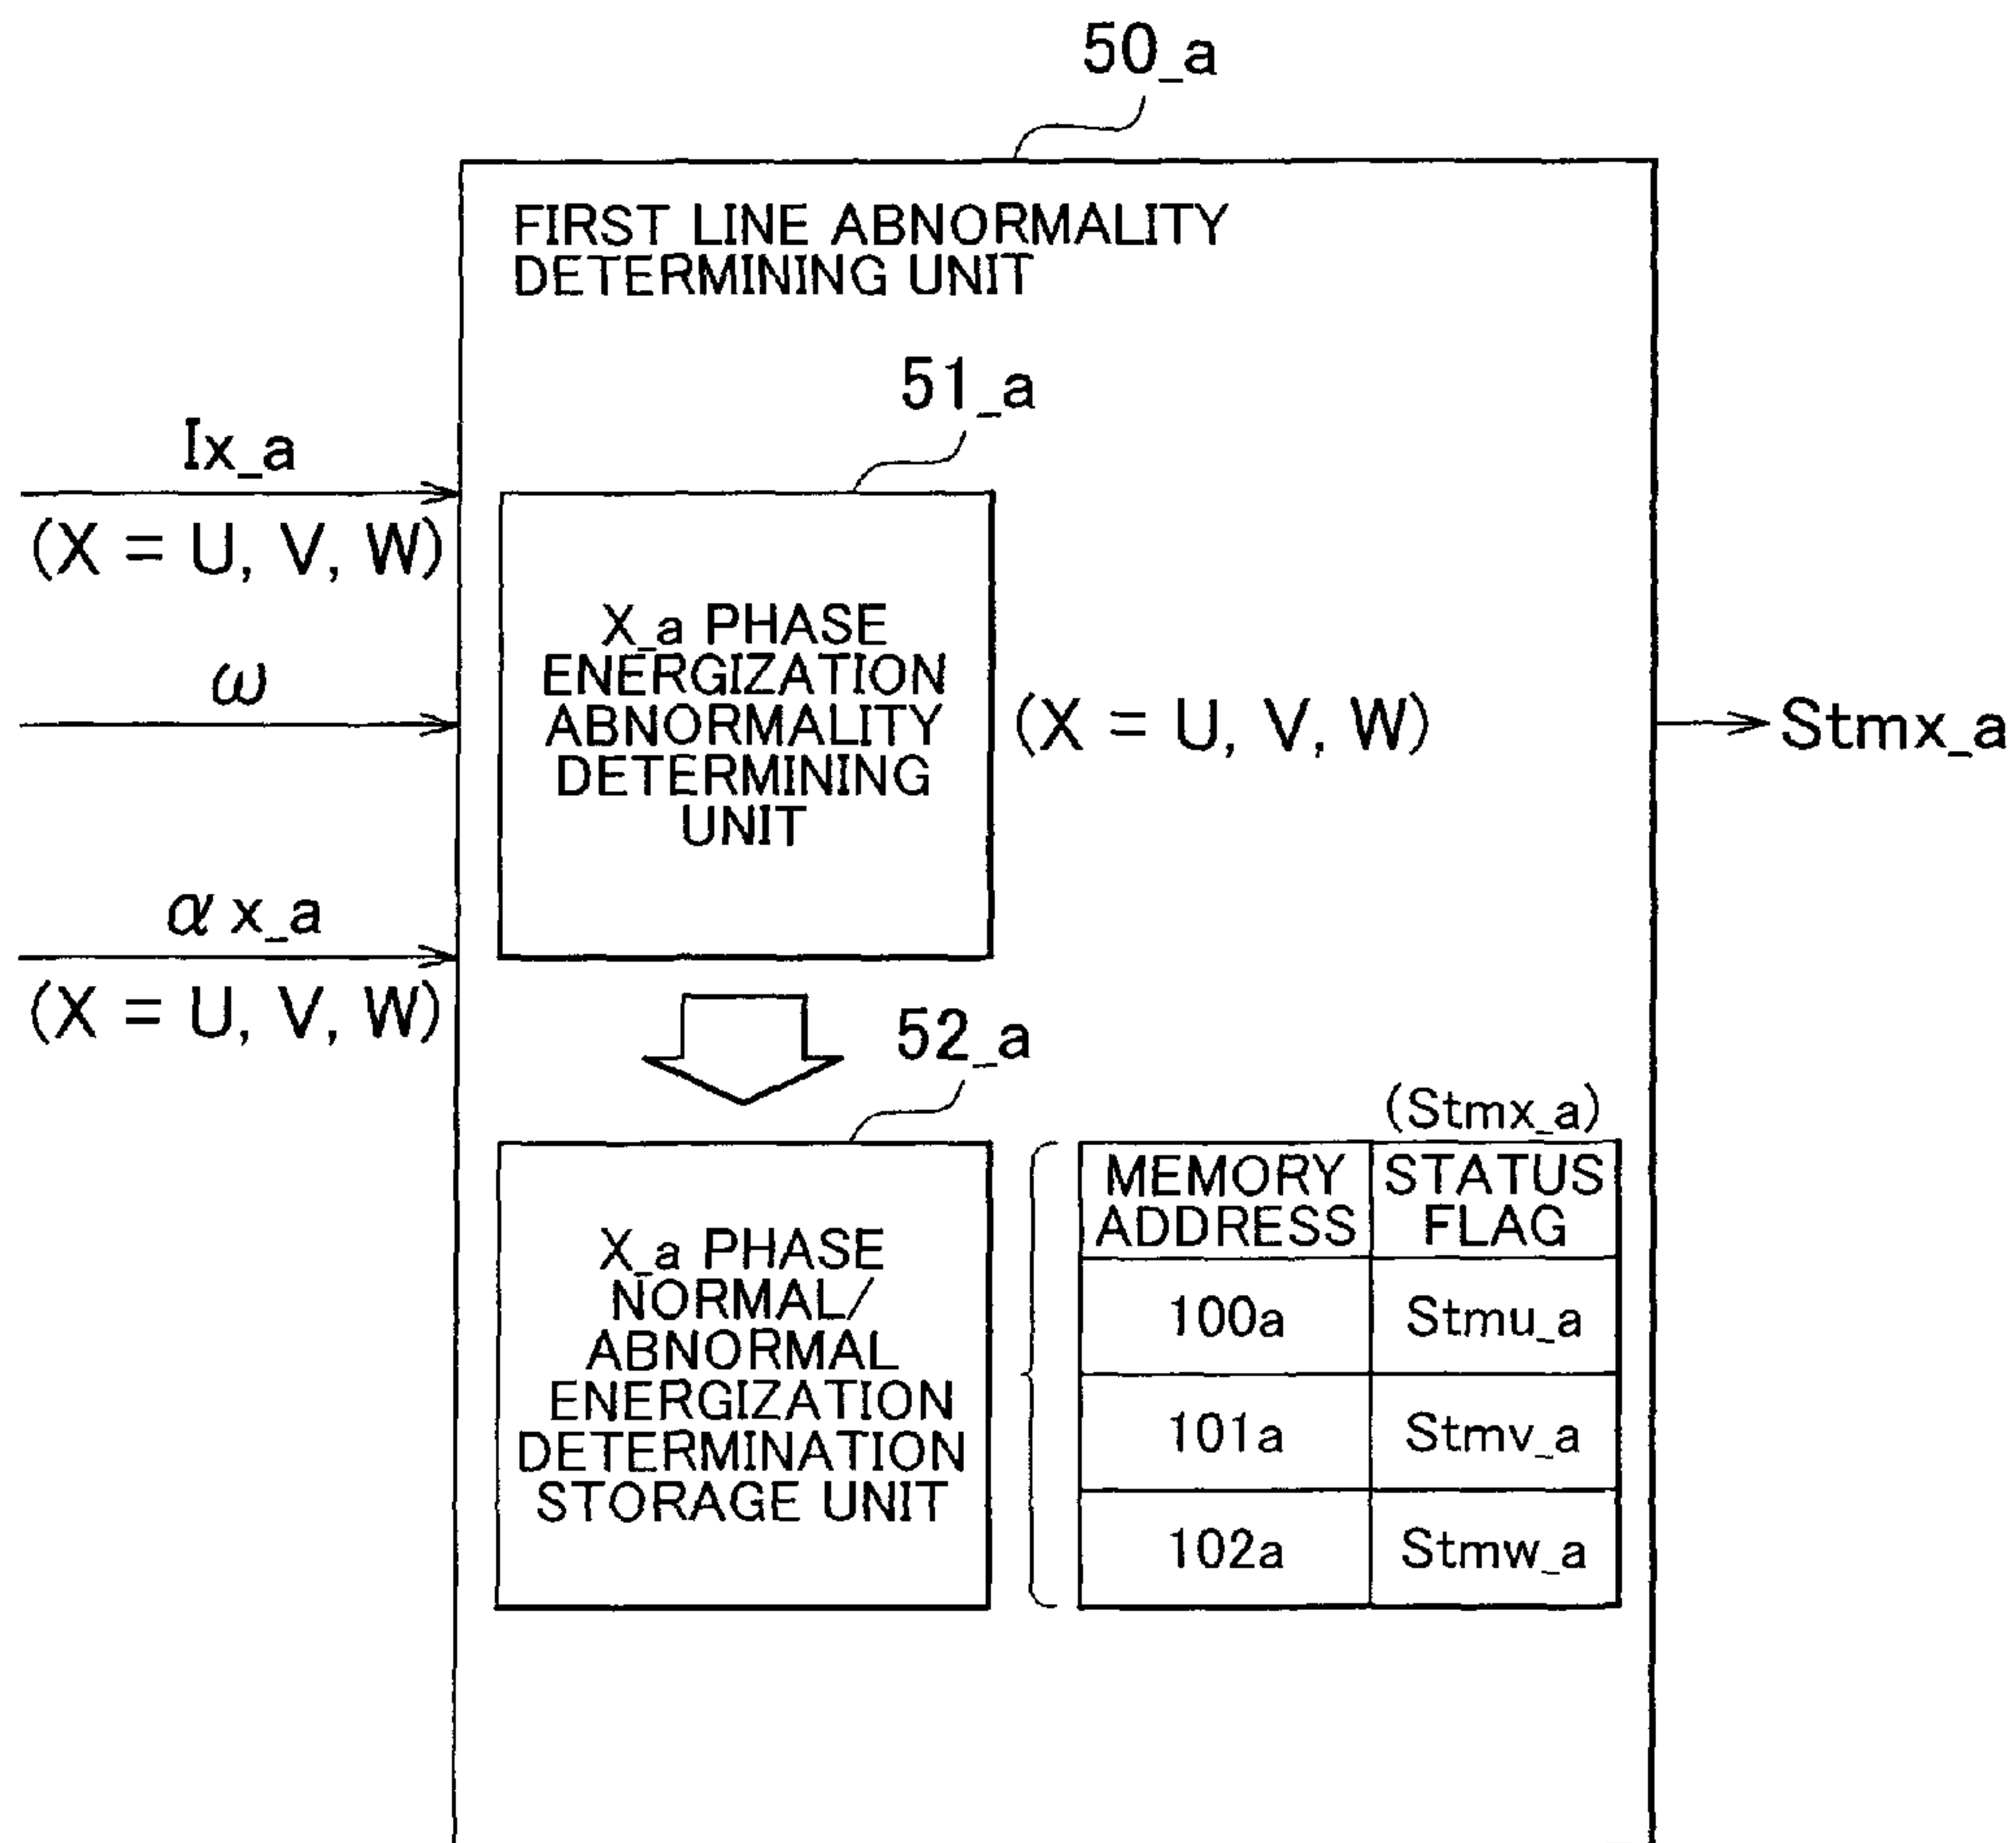 50_a
FIRST LINE ABNORMALITY
DETERMINING UNIT
51_a
Ix_a
(X = U, V, W)
ω
αx_a
(X = U, V, W)
X_a PHASE
ENERGIZATION
ABNORMALITY
DETERMINING
UNIT
(X = U, V, W)
Stmx_a
52_a
X_a PHASE
NORMAL/
ABNORMAL
ENERGIZATION
DETERMINATION
STORAGE UNIT
(Stmx_a)
MEMORY ADDRESS STATUS FLAG
100a Stmu_a
101a Stmv_a
102a Stmw_a